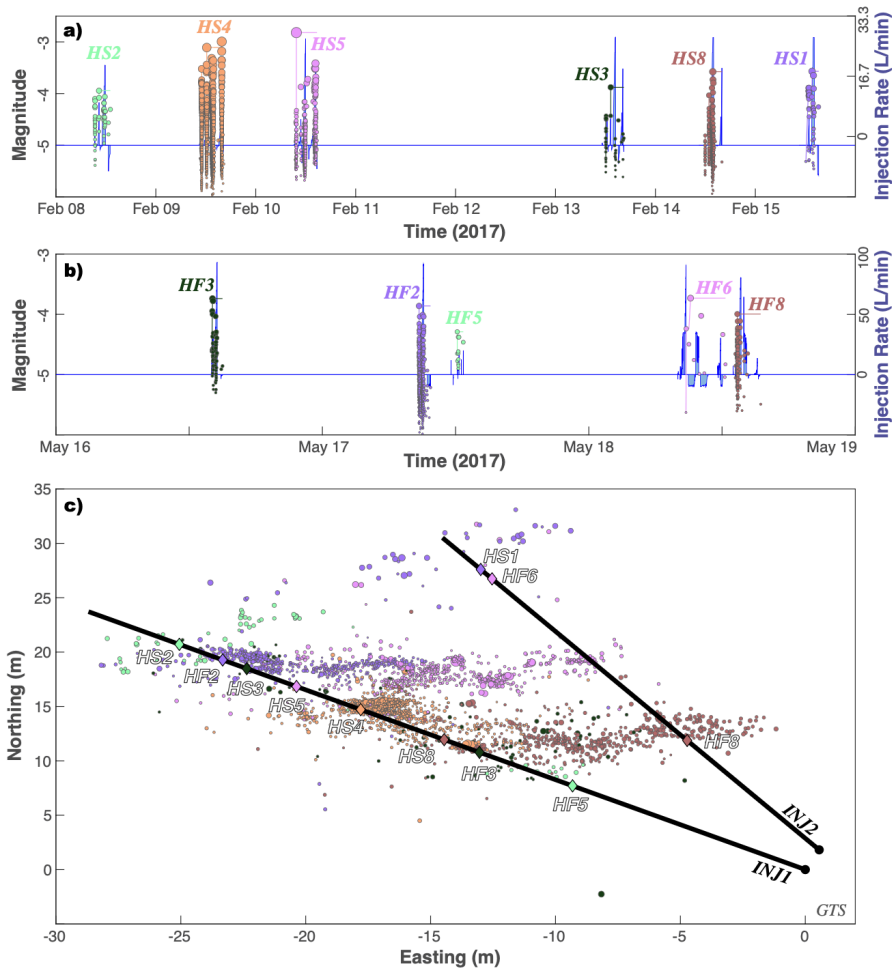 a)
HS2
HS4
HS5
HS3
HS8
HS1
-3
-4
-5
Magnitude
33.3
16.7
0
Injection Rate (L/min)
Feb 08
Feb 09
Feb 10
Feb 11
Feb 12
Feb 13
Feb 14
Feb 15
Time (2017)
b)
HF3
HF2
HF5
HF6
HF8
-3
-4
-5
Magnitude
100
50
0
Injection Rate (L/min)
May 16
May 17
May 18
May 19
Time (2017)
c)
35
30
25
20
15
10
5
0
Northing (m)
HS1
HF6
HS2
HF2
HS3
HS5
HS4
HS8
HF3
HF5
HF8
INJ2
INJ1
GTS
-30
-25
-20
-15
-10
-5
0
Easting (m)